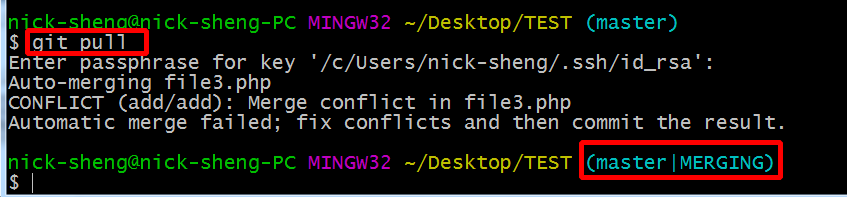 nick-sheng@nick-sheng-PC MINGW32 ~/Desktop/TEST (master)
$ git pull
Enter passphrase for key '/c/Users/nick-sheng/.ssh/id_rsa':
Auto-merging file3.php
CONFLICT (add/add): Merge conflict in file3.php
Automatic merge failed; fix conflicts and then commit the result.
nick-sheng@nick-sheng-PC MINGW32 ~/Desktop/TEST (master|MERGING)
$